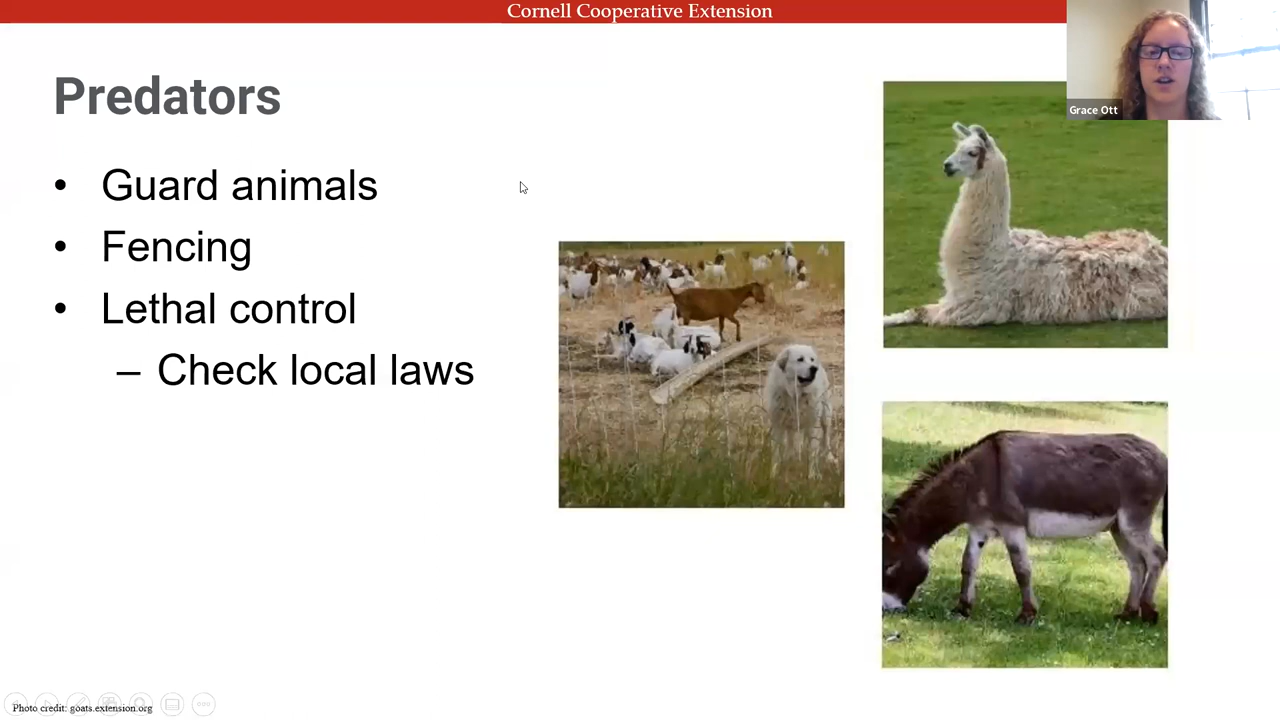 Cornell Cooperative Extension
Grace Ott
Predators
• Guard animals
• Fencing
• Lethal control
– Check local laws
Photo credit: goats.extension.org